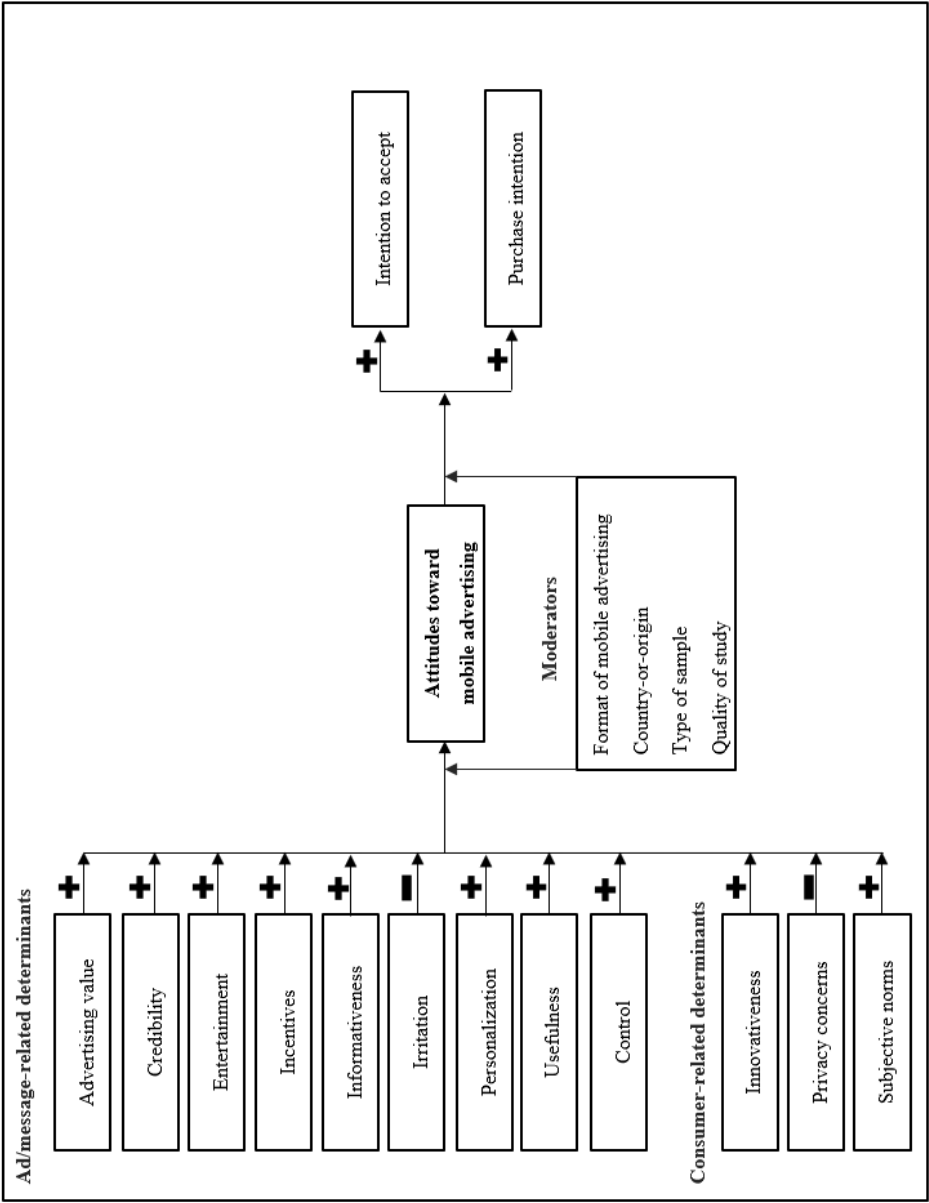 Ad/message-related determinants
Advertising value
+
Credibility
+
Entertainment
+
Incentives
+
Informativeness
+
Irritation
-
Personalization
+
Usefulness
+
Control
+
Consumer-related determinants
Innovativeness
+
Privacy concerns
-
Subjective norms
+
Attitudes toward
mobile advertising
Moderators
Format of mobile advertising
Country-or-origin
Type of sample
Quality of study
+
Intention to accept
+
Purchase intention